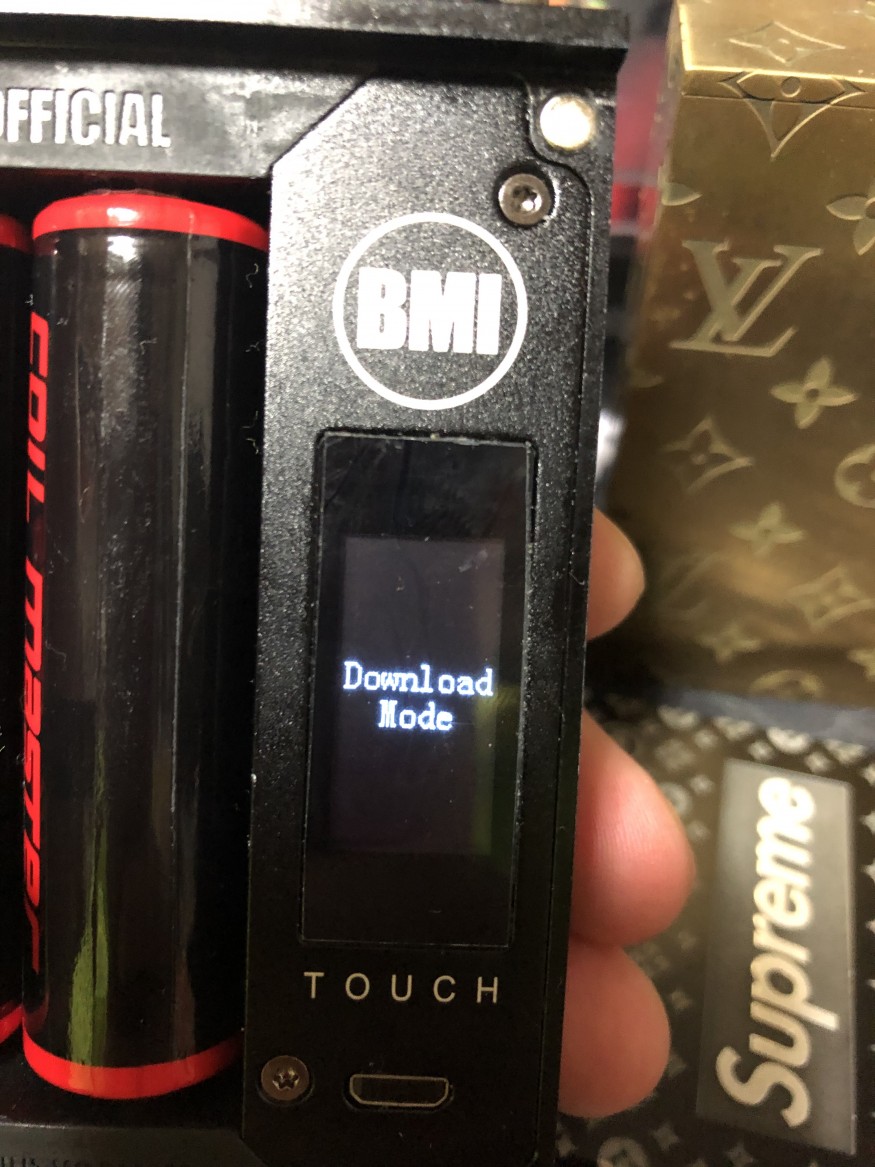 OFFICIAL
BMI
COIL MASTER
Download
Mode
TOUCH
LV
Supreme